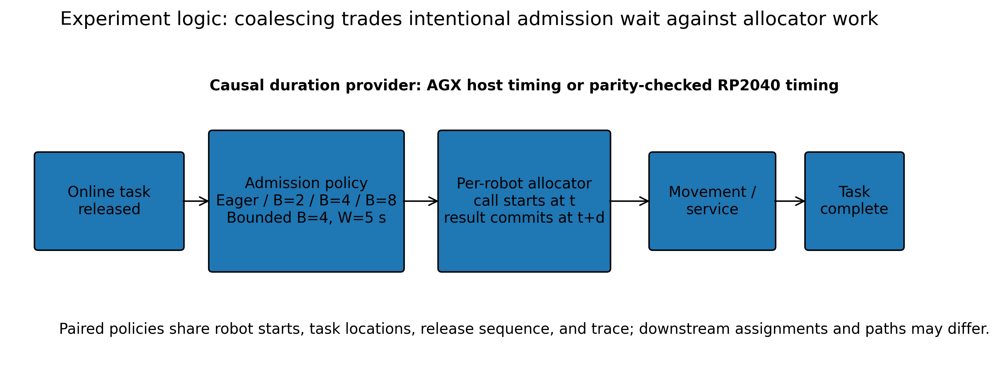 Experiment logic: coalescing trades intentional admission wait against allocator work
Causal duration provider: AGX host timing or parity-checked RP2040 timing
Online task
released
Admission policy
Eager / B=2 / B=4 / B=8
Bounded B=4, W=5 s
Per-robot allocator
call starts at t
result commits at t+d
Movement /
service
Task
complete
Paired policies share robot starts, task locations, release sequence, and trace; downstream assignments and paths may differ.